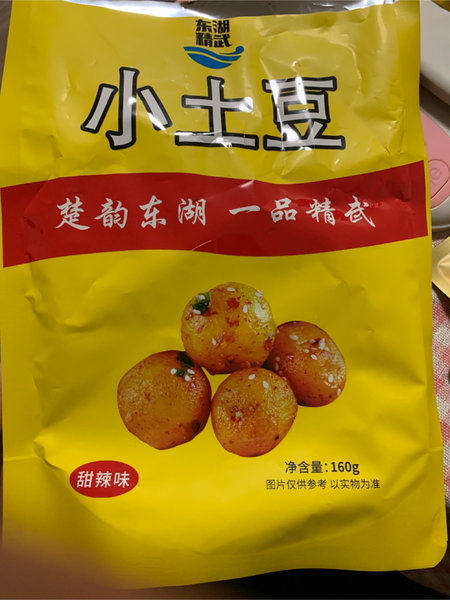 东湖
精武
小土豆
楚韵东湖 一品精武
净含量:160g
图片仅供参考 以实物为准
甜辣味